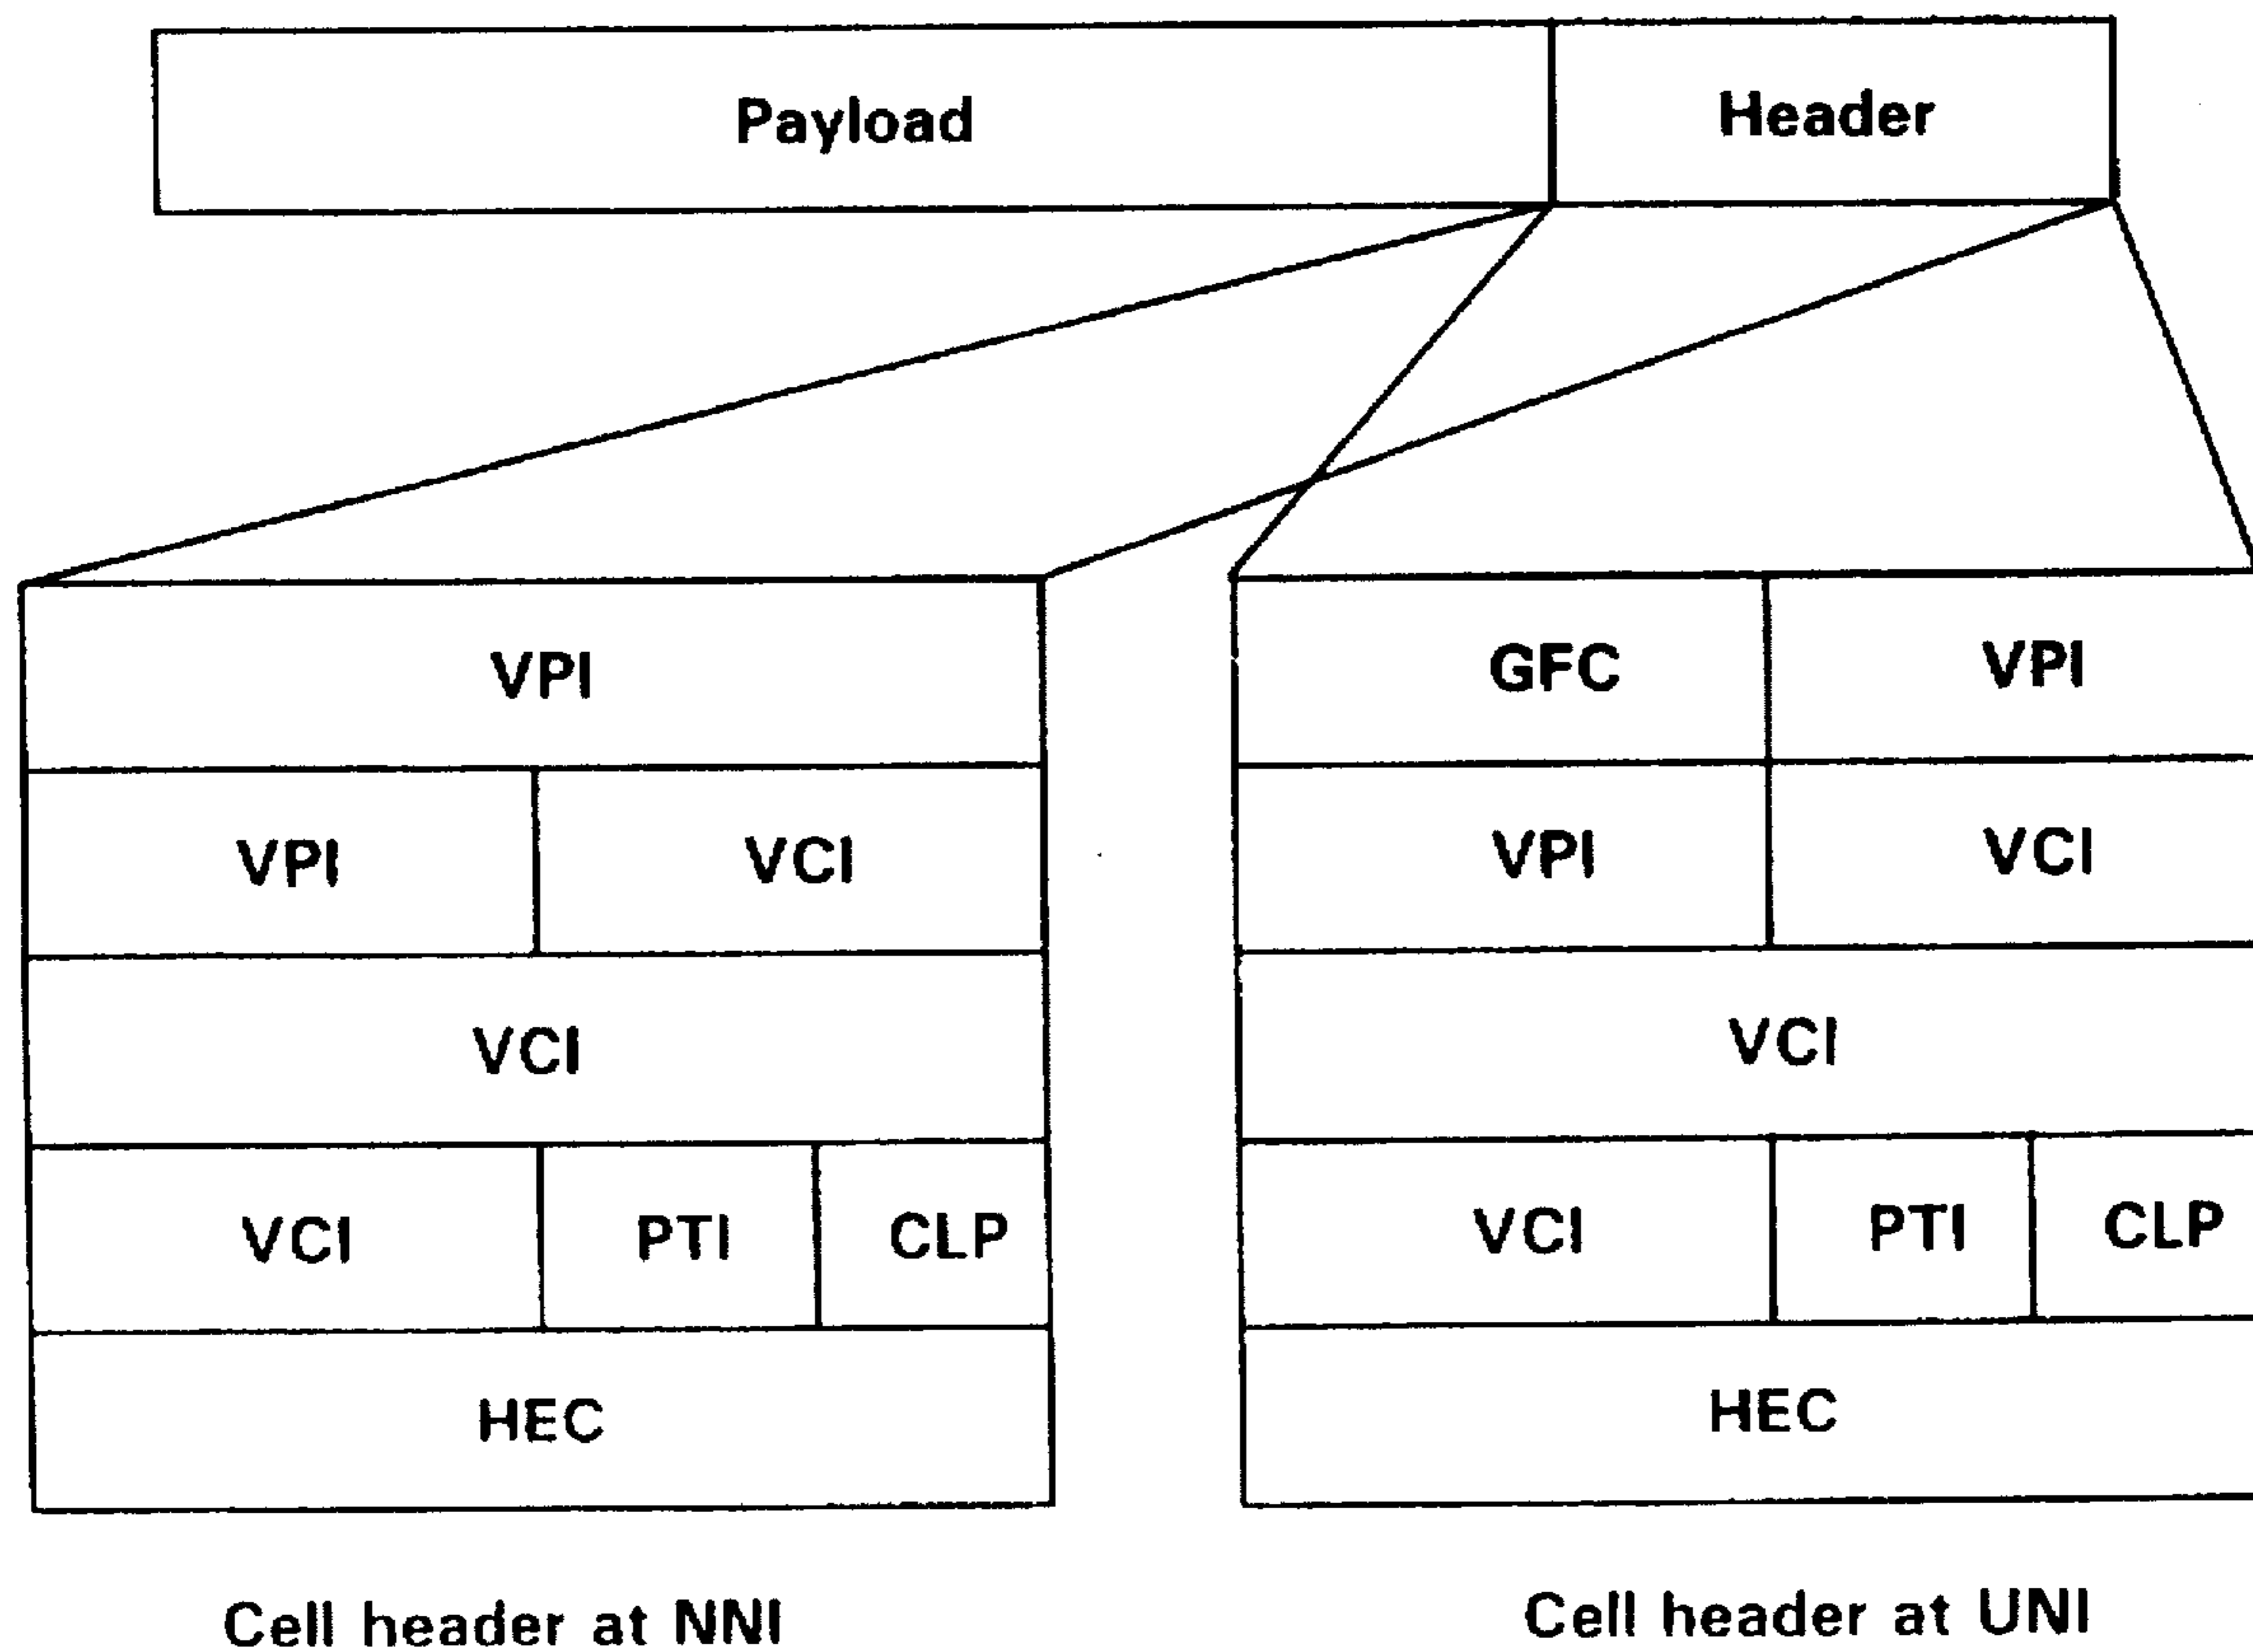 Payload Header
VPI
VPI VCI
VCI
VCI PTI CLP
HEC
Cell header at NNI
GFC VPI
VPI VCI
VCI
VCI PTI CLP
HEC
Cell header at UNI